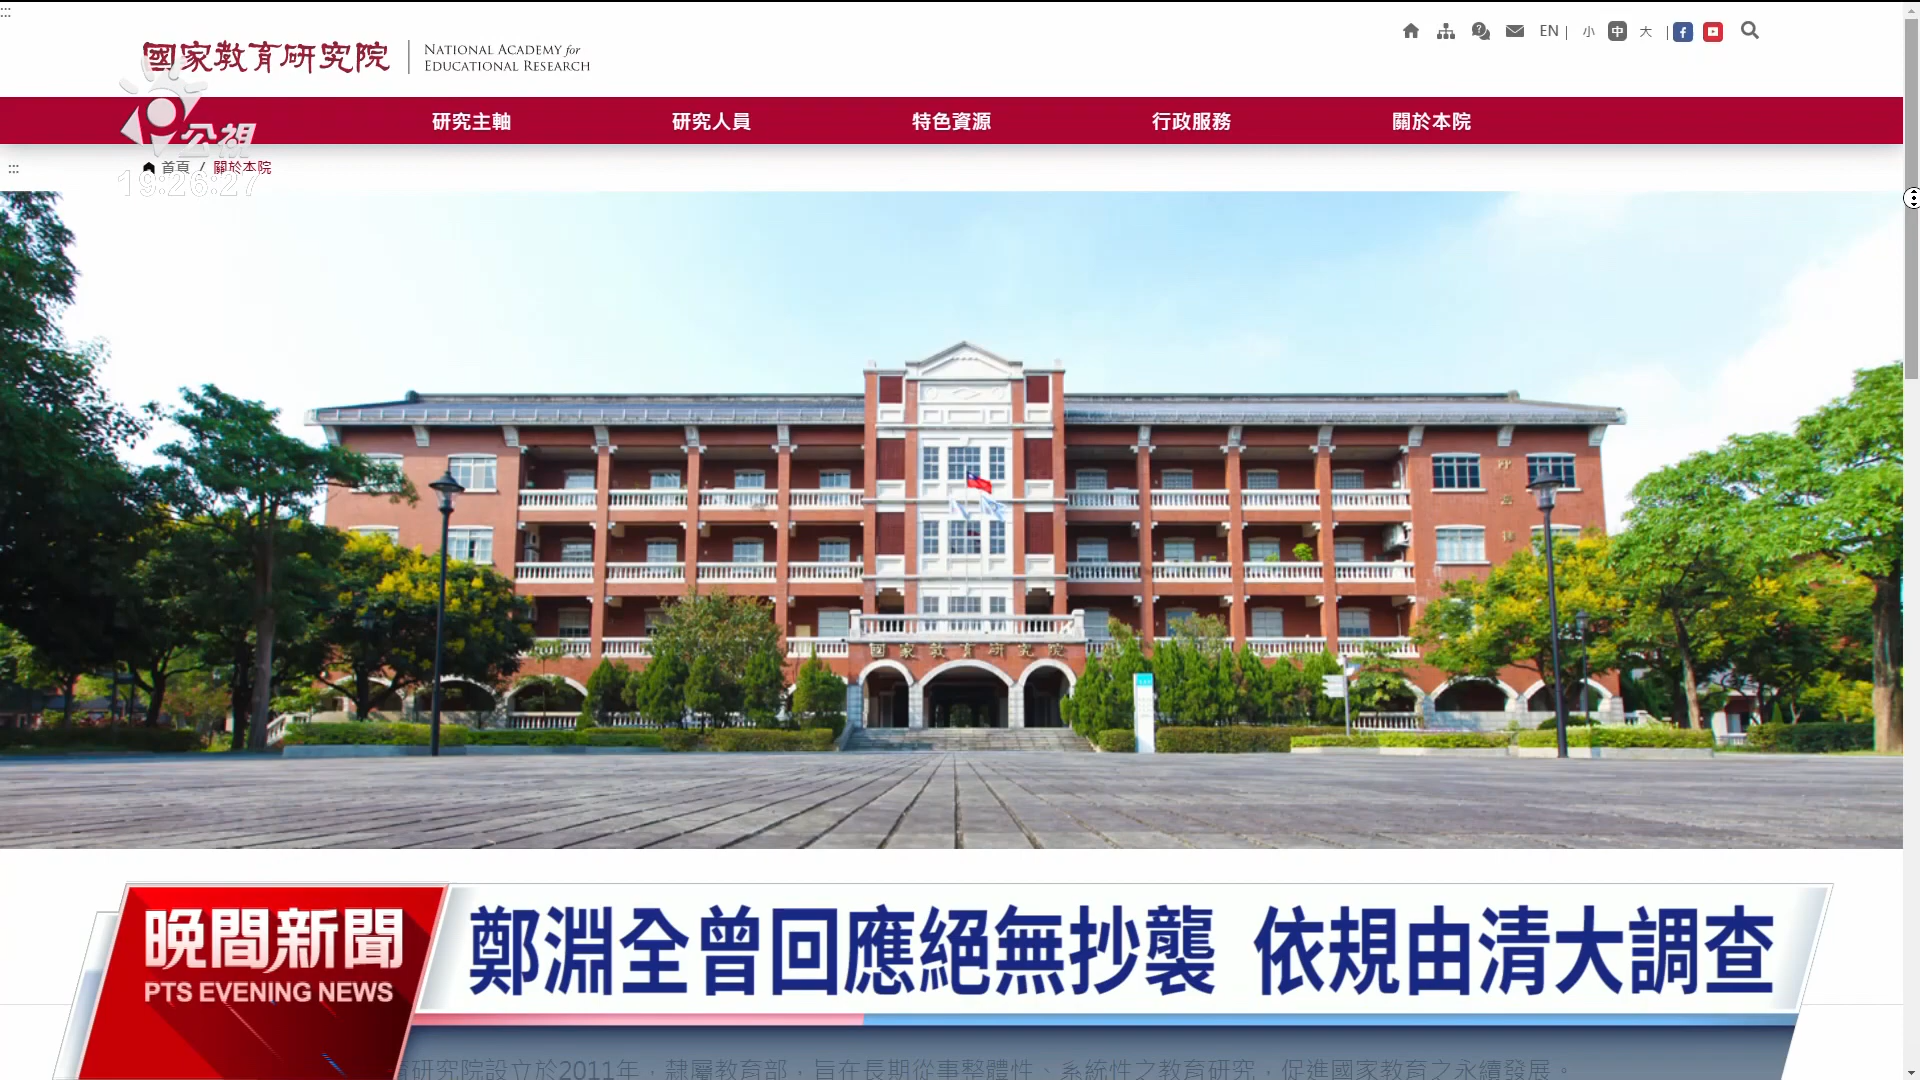 國家教育研究院
NATIONAL ACADEMY for
EDUCATIONAL RESEARCH
EN | 小 中 大 |
公視
研究主軸 研究人員 特色資源 行政服務 關於本院
首頁 / 關於本院
19:26:27
國家教育研究院
晚間新聞
PTS EVENING NEWS
鄭淵全曾回應絕無抄襲 依規由清大調查
研究院設立於2011年，隸屬教育部，旨在長期從事整體性、系統性之教育研究，促進國家教育之永續發展。